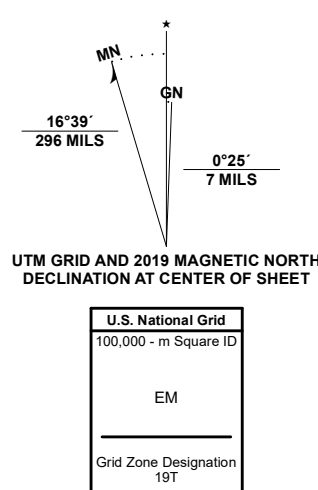 ★
MN
GN
16°39´
296 MILS
0°25´
7 MILS
UTM GRID AND 2019 MAGNETIC NORTH
DECLINATION AT CENTER OF SHEET
U.S. National Grid
100,000 - m Square ID
EM
Grid Zone Designation
19T